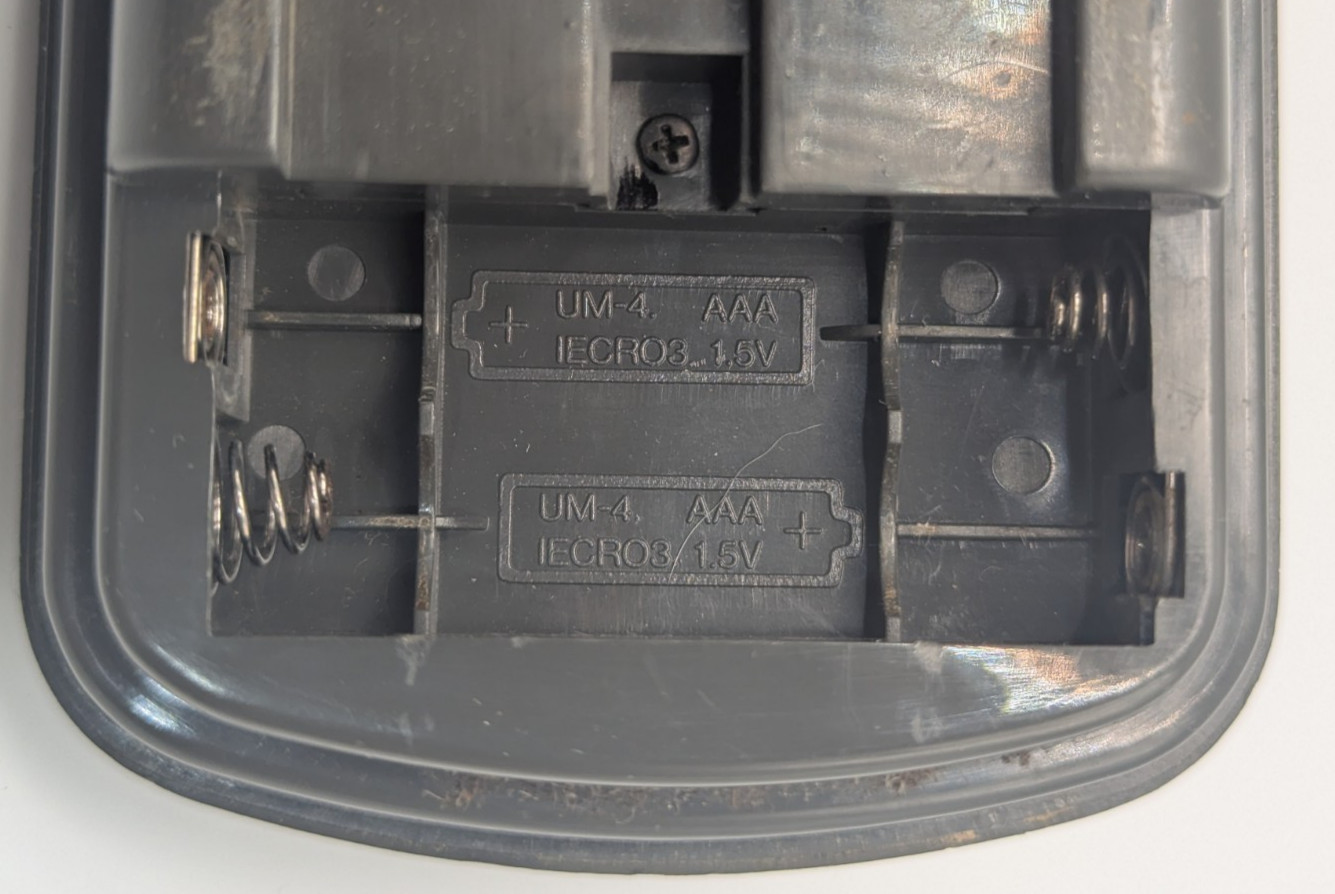 + UM-4. AAA
IECRO3 1.5V
UM-4. AAA +
IECRO3 1.5V